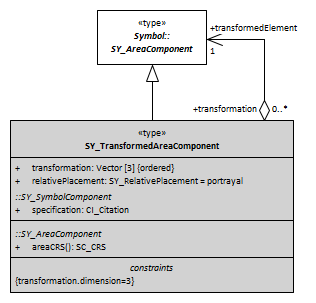 «type»
Symbol::
SY_AreaComponent
+transformedElement
1
+transformation
0..*
«type»
SY_TransformedAreaComponent
+ transformation: Vector [3] {ordered}
+ relativePlacement: SY_RelativePlacement = portrayal
::SY_SymbolComponent
+ specification: CI_Citation
::SY_AreaComponent
+ areaCRS(): SC_CRS
constraints
{transformation.dimension=3}